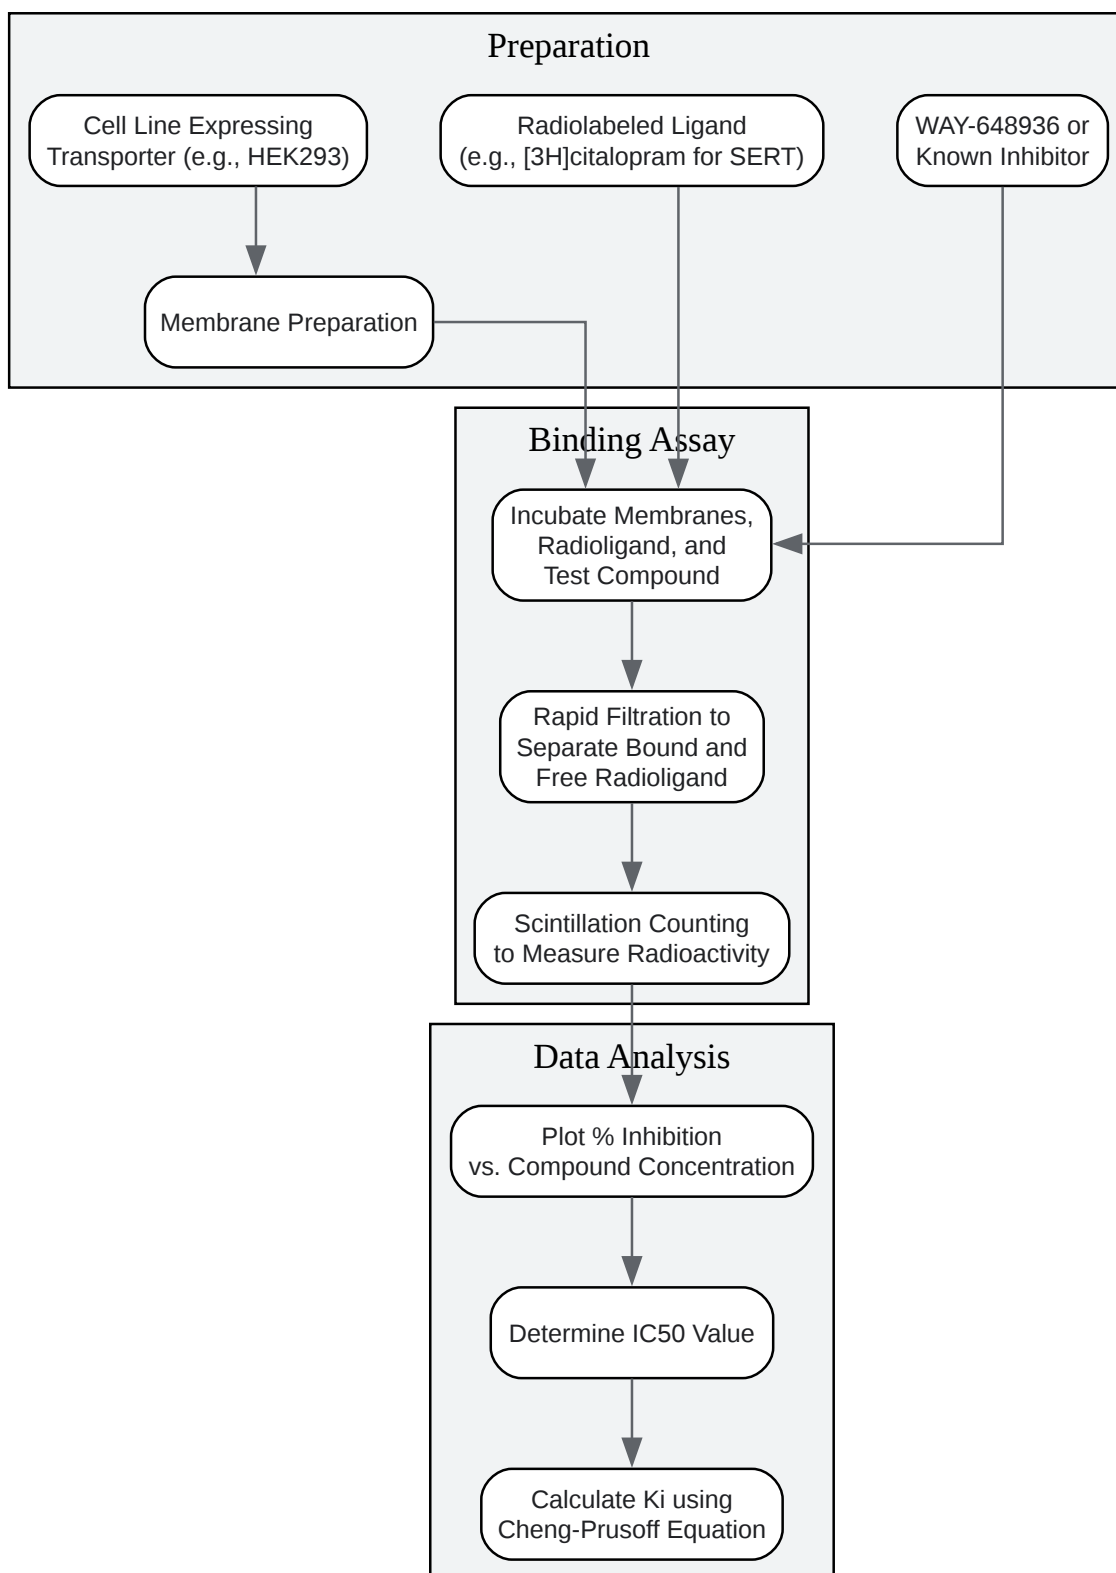 Preparation
Cell Line Expressing
Transporter (e.g., HEK293)
Radiolabeled Ligand
(e.g., [3H]citalopram for SERT)
WAY-648936 or
Known Inhibitor
Membrane Preparation
Binding Assay
Incubate Membranes,
Radioligand, and
Test Compound
Rapid Filtration to
Separate Bound and
Free Radioligand
Scintillation Counting
to Measure Radioactivity
Data Analysis
Plot % Inhibition
vs. Compound Concentration
Determine IC50 Value
Calculate Ki using
Cheng-Prusoff Equation